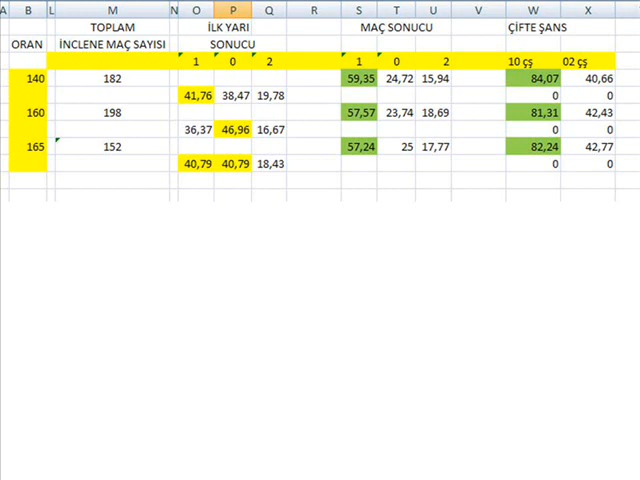 A B L M N O P Q R S T U V W X
TOPLAM İLK YARI MAÇ SONUCU ÇİFTE ŞANS
ORAN İNCLENE MAÇ SAYISI SONUCU
1 0 2 1 0 2 10 çş 02 çş
140 182 59,35 24,72 15,94 84,07 40,66
41,76 38,47 19,78 0 0
160 198 57,57 23,74 18,69 81,31 42,43
36,37 46,96 16,67 0 0
165 152 57,24 25 17,77 82,24 42,77
40,79 40,79 18,43 0 0